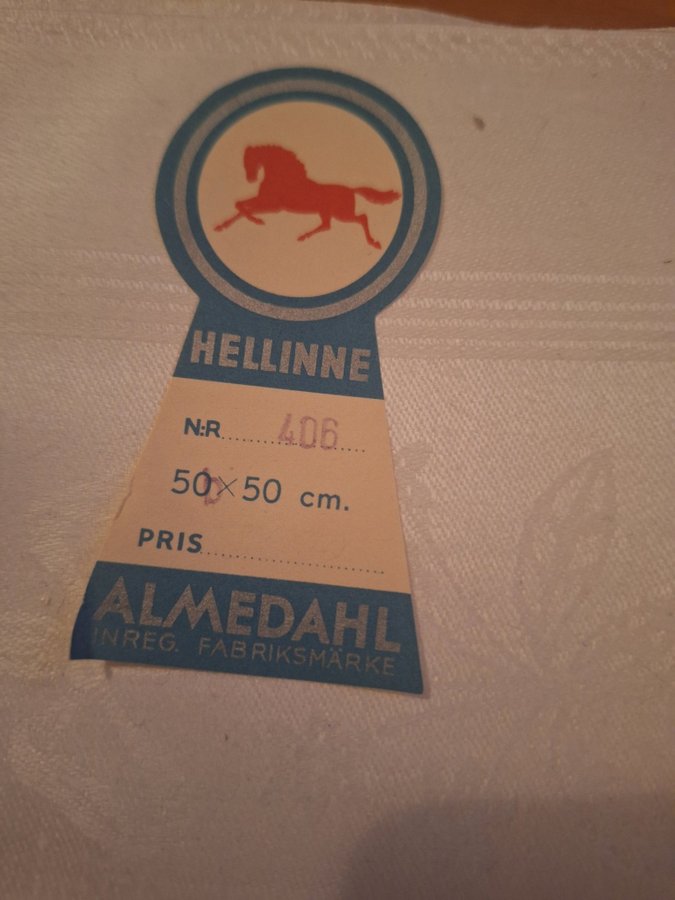 HELLINNE
N:R 406
50×50 cm.
PRIS
ALMEDAHL
INREG. FABRIKSMÄRKE